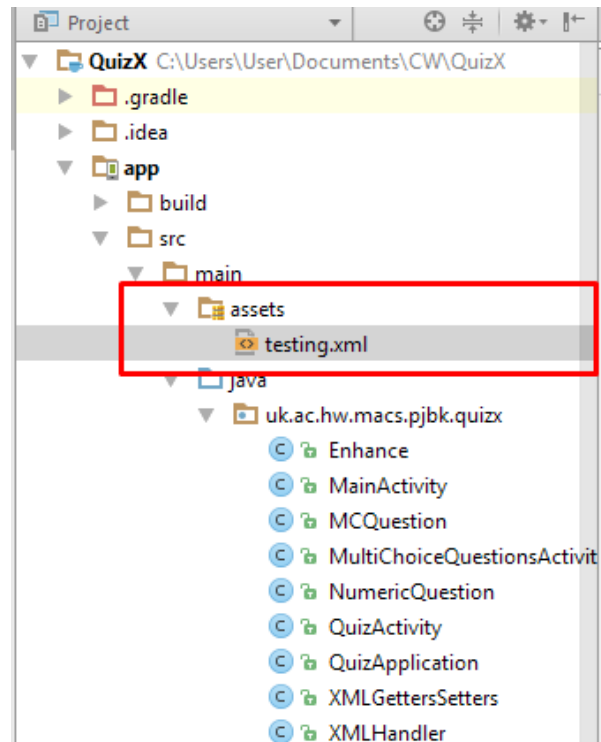 Project
QuizX C:\Users\User\Documents\CW\QuizX
.gradle
.idea
app
build
src
main
assets
testing.xml
java
uk.ac.hw.macs.pjbk.quizx
C Enhance
C MainActivity
C MCQuestion
C MultiChoiceQuestionsActivit
C NumericQuestion
C QuizActivity
C QuizApplication
C XMLGettersSetters
C XMLHandler